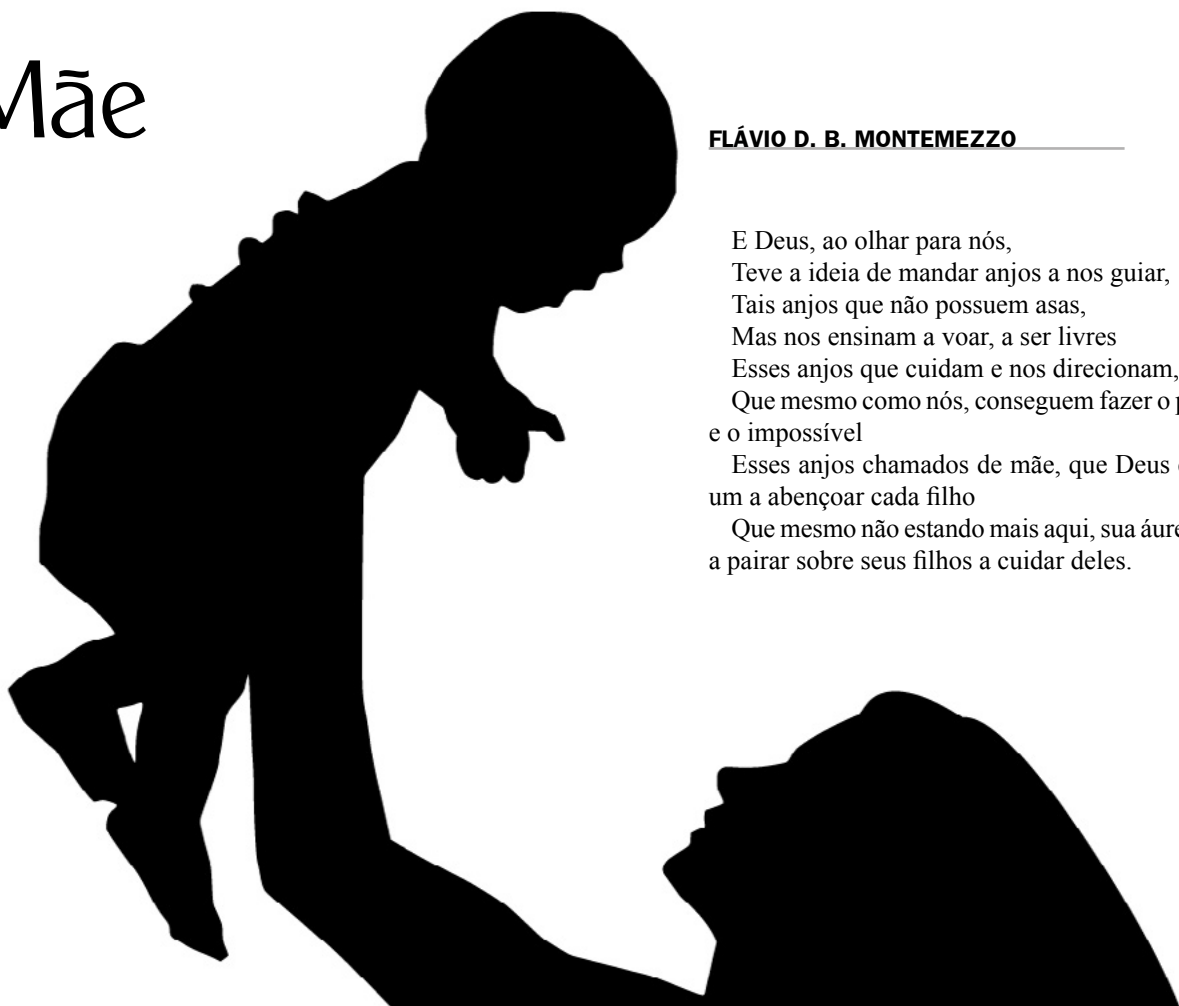 Mãe
FLÁVIO D. B. MONTEMEZZO
E Deus, ao olhar para nós,
Teve a ideia de mandar anjos a nos guiar,
Tais anjos que não possuem asas,
Mas nos ensinam a voar, a ser livres
Esses anjos que cuidam e nos direcionam,
Que mesmo como nós, conseguem fazer o
e o impossível
Esses anjos chamados de mãe, que Deus
um a abençoar cada filho
Que mesmo não estando mais aqui, sua
a pairar sobre seus filhos a cuidar deles.